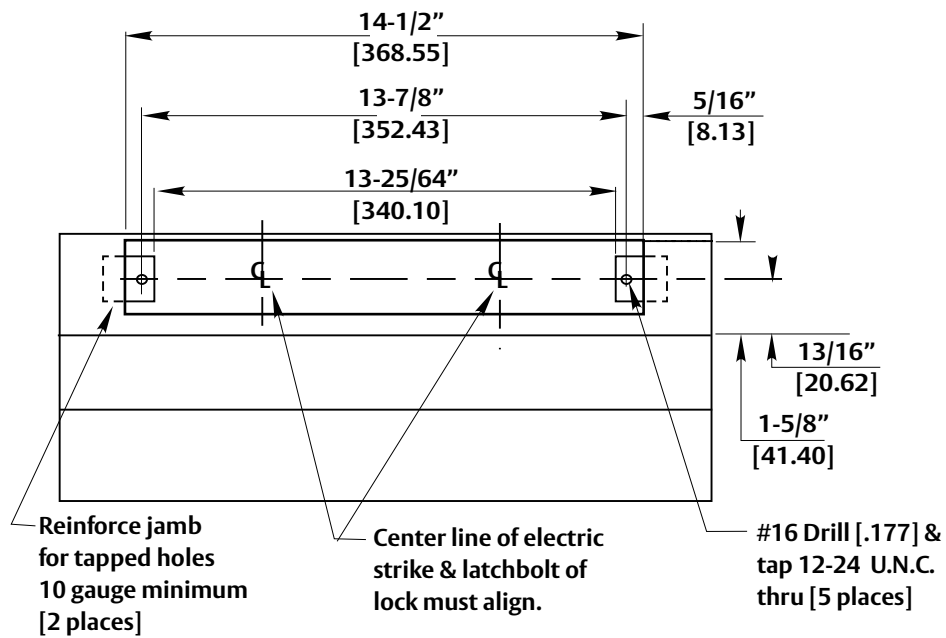 14-1/2”
[368.55]
13-7/8”
[352.43]
5/16”
[8.13]
13-25/64”
[340.10]
C
L
C
L
13/16”
[20.62]
1-5/8”
[41.40]
Reinforce jamb
for tapped holes
10 gauge minimum
[2 places]
Center line of electric
strike & latchbolt of
lock must align.
#16 Drill [.177] &
tap 12-24 U.N.C.
thru [5 places]